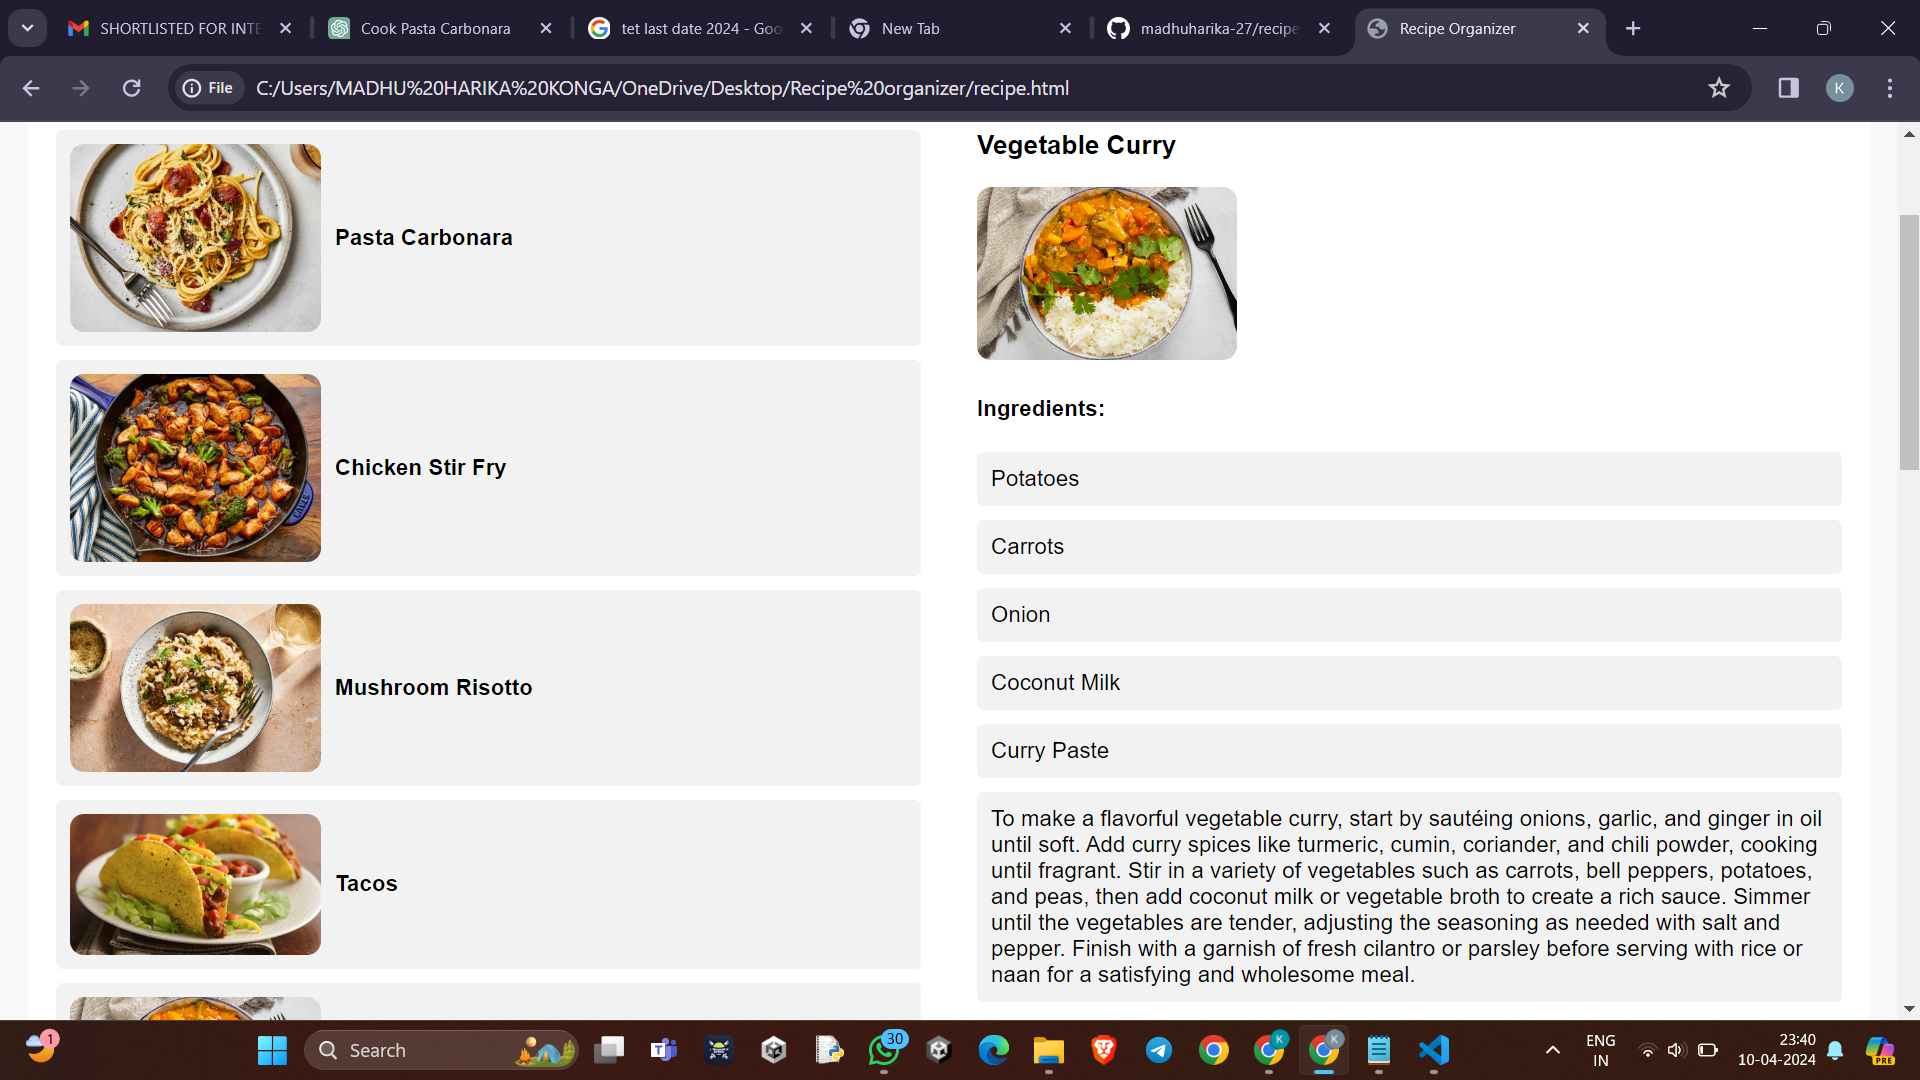 SHORTLISTED FOR INTE
Cook Pasta Carbonara
tet last date 2024 - Goo
New Tab
madhuharika-27/recipe
Recipe Organizer
File
C:/Users/MADHU%20HARIKA%20KONGA/OneDrive/Desktop/Recipe%20organizer/recipe.html
K
Pasta Carbonara
Chicken Stir Fry
STAUB
Mushroom Risotto
Tacos
Vegetable Curry
Ingredients:
Potatoes
Carrots
Onion
Coconut Milk
Curry Paste
To make a flavorful vegetable curry, start by sautéing onions, garlic, and ginger in oil
until soft. Add curry spices like turmeric, cumin, coriander, and chili powder, cooking
until fragrant. Stir in a variety of vegetables such as carrots, bell peppers, potatoes,
and peas, then add coconut milk or vegetable broth to create a rich sauce. Simmer
until the vegetables are tender, adjusting the seasoning as needed with salt and
pepper. Finish with a garnish of fresh cilantro or parsley before serving with rice or
naan for a satisfying and wholesome meal.
1
Search
30
K
K
ENG
IN
23:40
10-04-2024
PRE